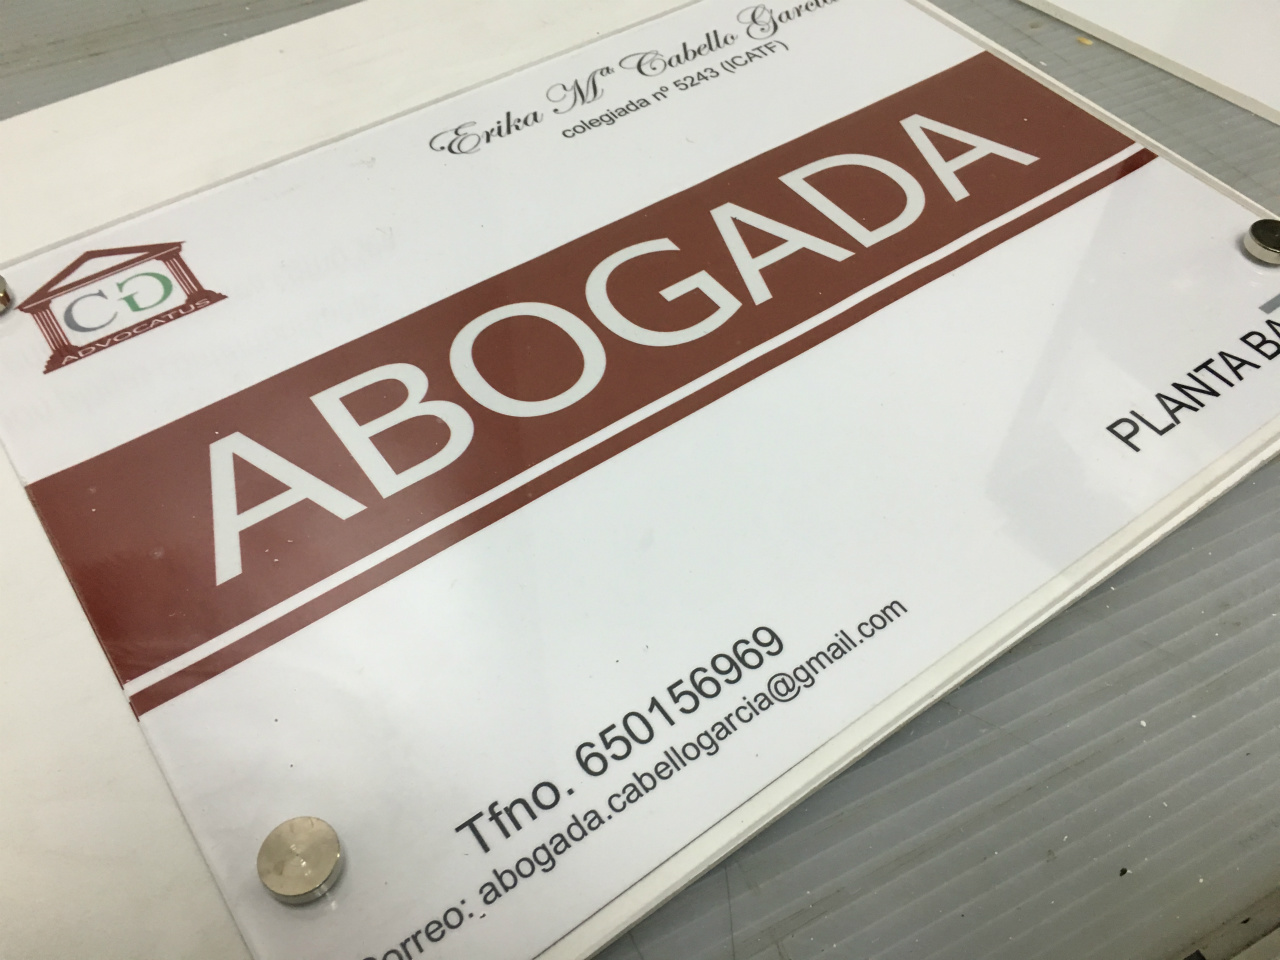 Erika Mª Cabello García
colegiada nº 5243 (ICATF)
CG
ADVOCATUS
ABOGADA
PLANTA
Tfno. 650156969
Correo: abogada.cabellogarcia@gmail.com